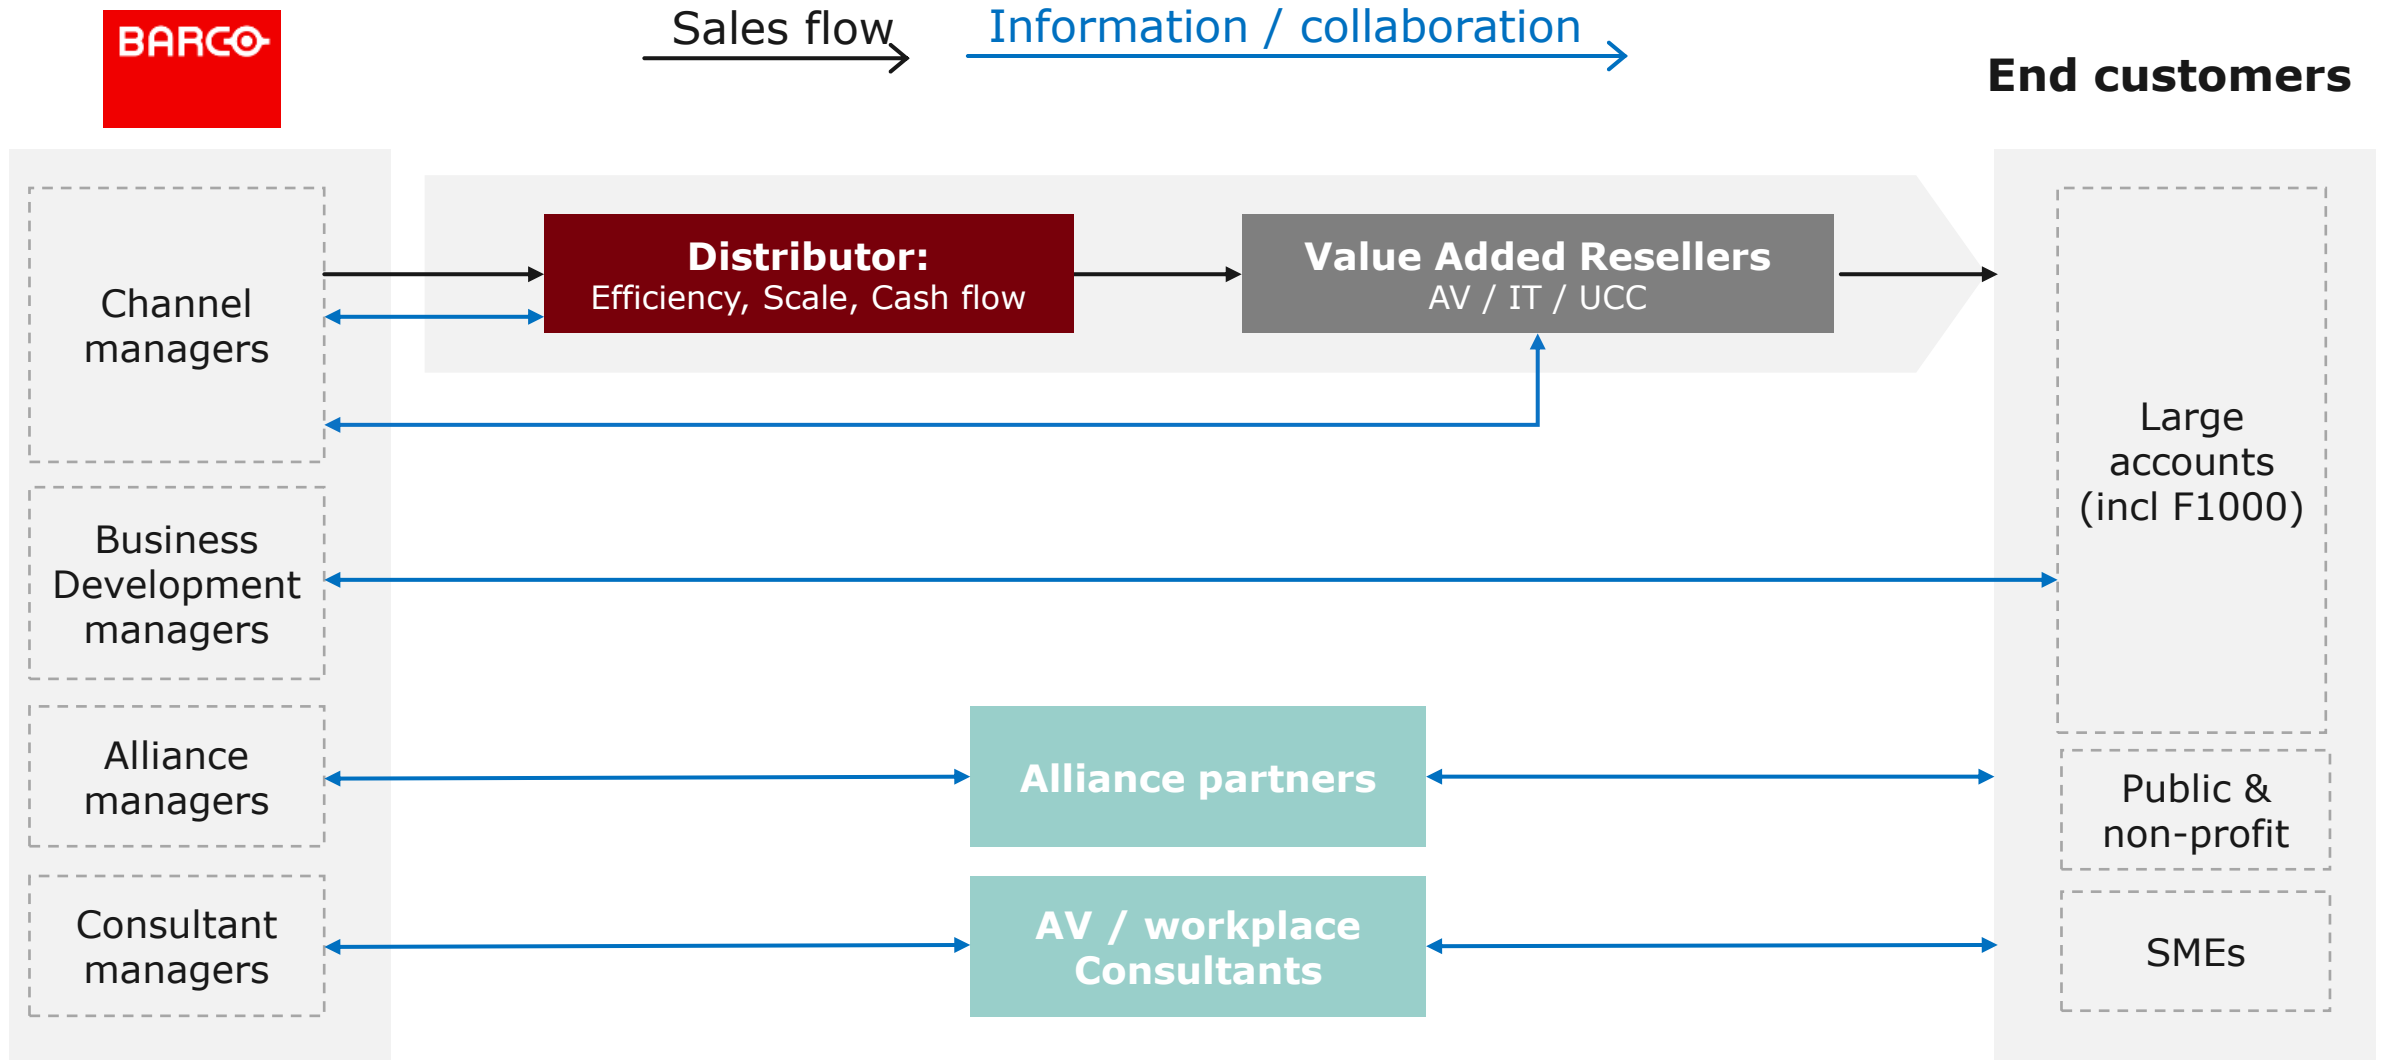 BARCO
Sales flow
Information / collaboration
End customers
Channel
managers
Distributor:
Efficiency, Scale, Cash flow
Value Added Resellers
AV / IT / UCC
Large
accounts
(incl F1000)
Business
Development
managers
Alliance
managers
Alliance partners
Public &
non-profit
Consultant
managers
AV / workplace
Consultants
SMEs